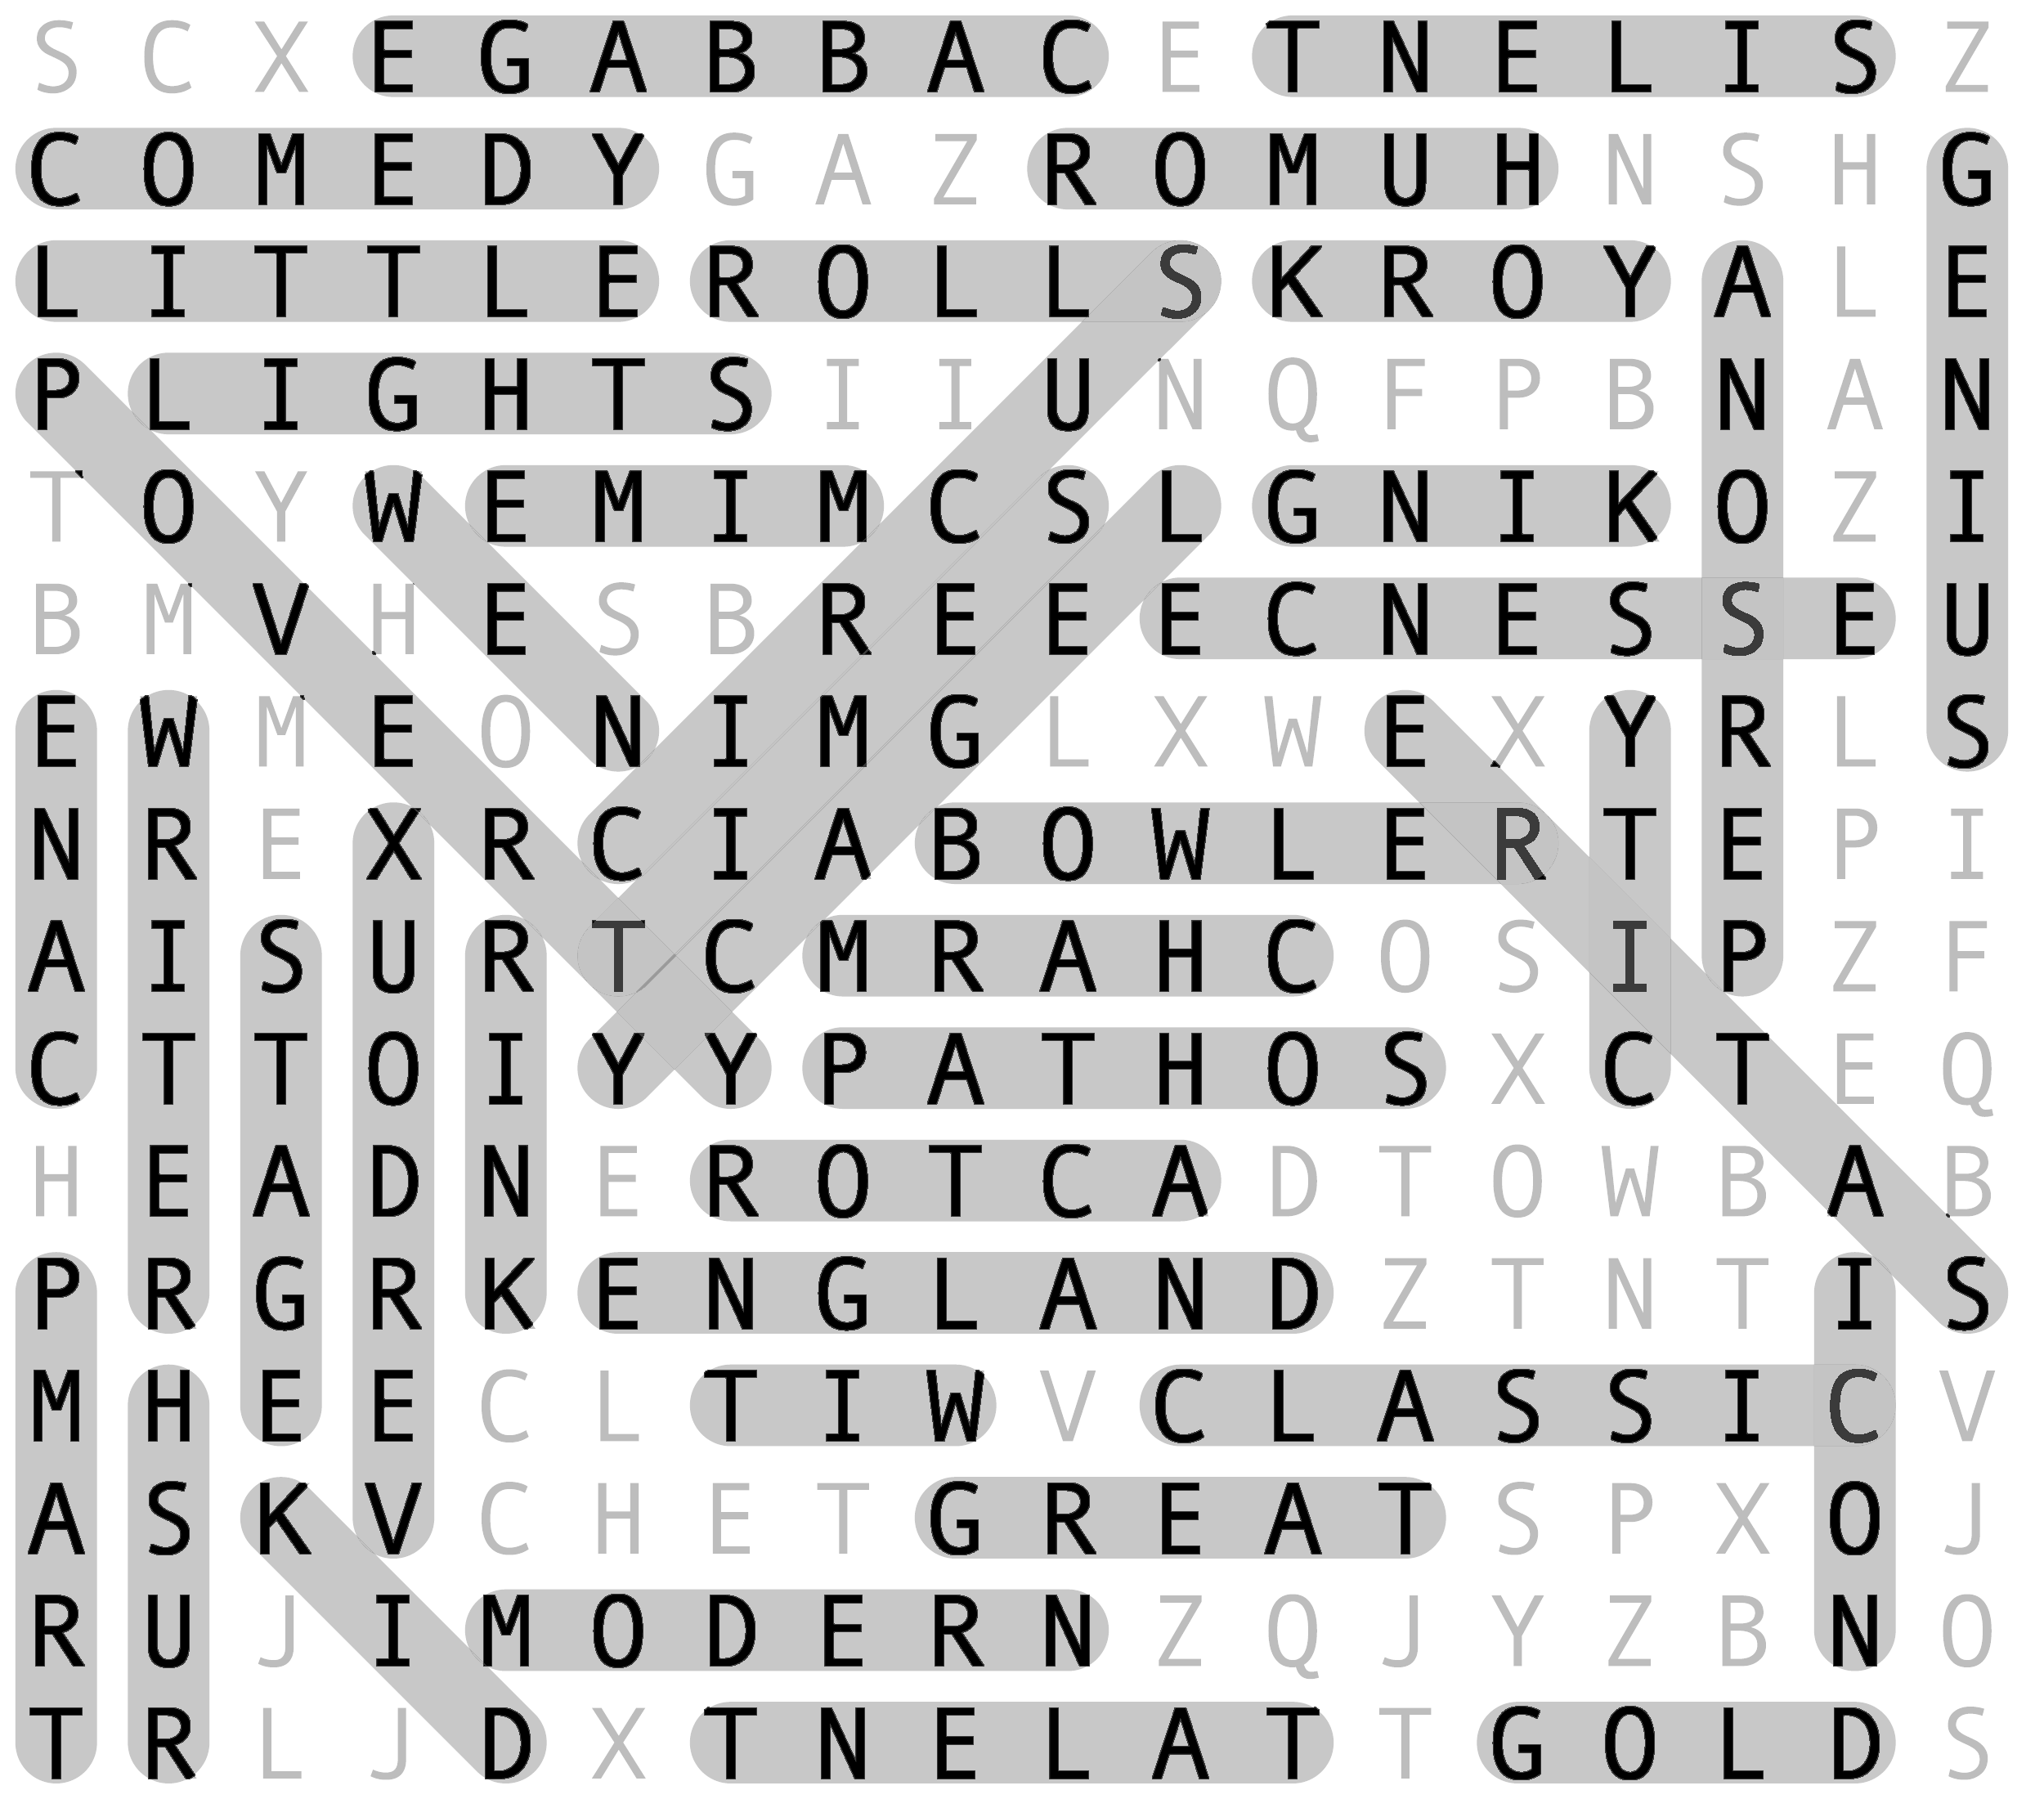 S C X E G A B B A C E T N E L I S Z
C O M E D Y G A Z R O M U H N S H G
L I T T L E R O L L S K R O Y A L E
P L I G H T S I I U N Q F P B N A N
T O Y W E M I M C S L G N I K O Z I
B M V H E S B R E E E C N E S S E U
E W M E O N I M G L X W E X Y R L S
N R E X R C I A B O W L E R T E P I
A I S U R T C M R A H C O S I P Z F
C T T O I Y Y P A T H O S X C T E Q
H E A D N E R O T C A D T O W B A B
P R G R K E N G L A N D Z T N T I S
M H E E C L T I W V C L A S S I C V
A S K V C H E T G R E A T S P X O J
R U J I M O D E R N Z Q J Y Z B N O
T R L J D X T N E L A T T G O L D S